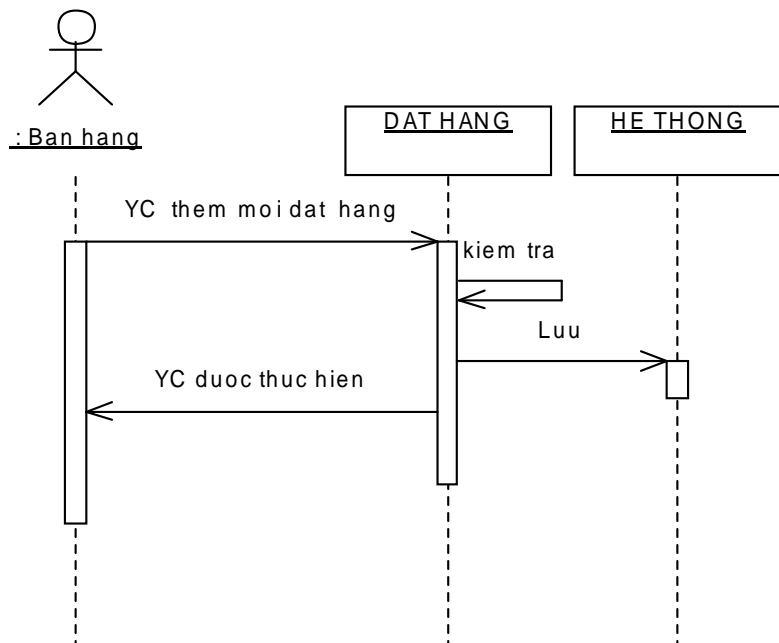 : Ban hang
DAT HANG
HE THONG
YC them moi dat hang
kiem tra
Luu
YC duoc thuc hien